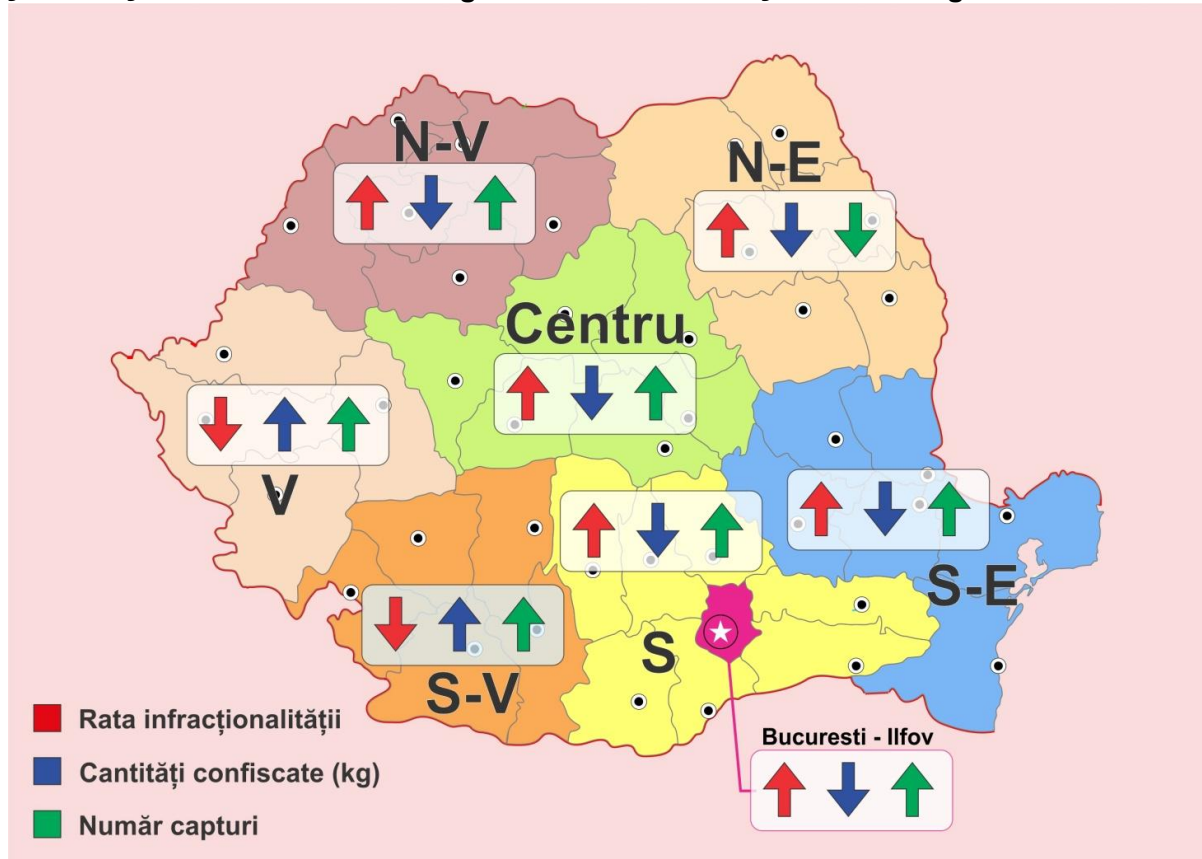 N-V
N-E
Centru
V
S-E
S
S-V
Rata infracționalității
Cantități confiscate (kg)
Număr capturi
Bucuresti - Ilfov